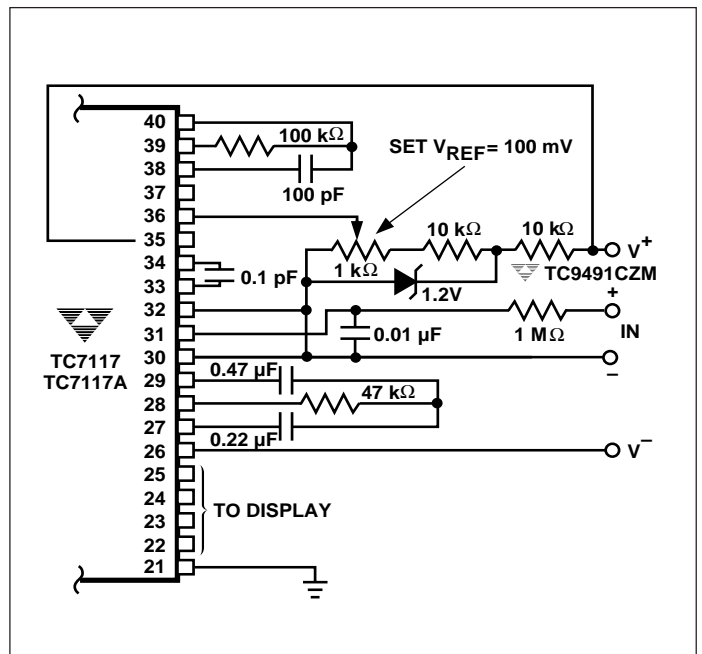 40
39
38
37
36
35
34
33
32
31
30
29
28
27
26
25
24
23
22
21
TC7117
TC7117A
100 kΩ
100 pF
SET VREF = 100 mV
10 kΩ
10 kΩ
V+
1 kΩ
TC9491CZM
0.1 pF
1.2V
+
IN
–
0.01 µF
1 MΩ
0.47 µF
47 kΩ
0.22 µF
V–
TO DISPLAY